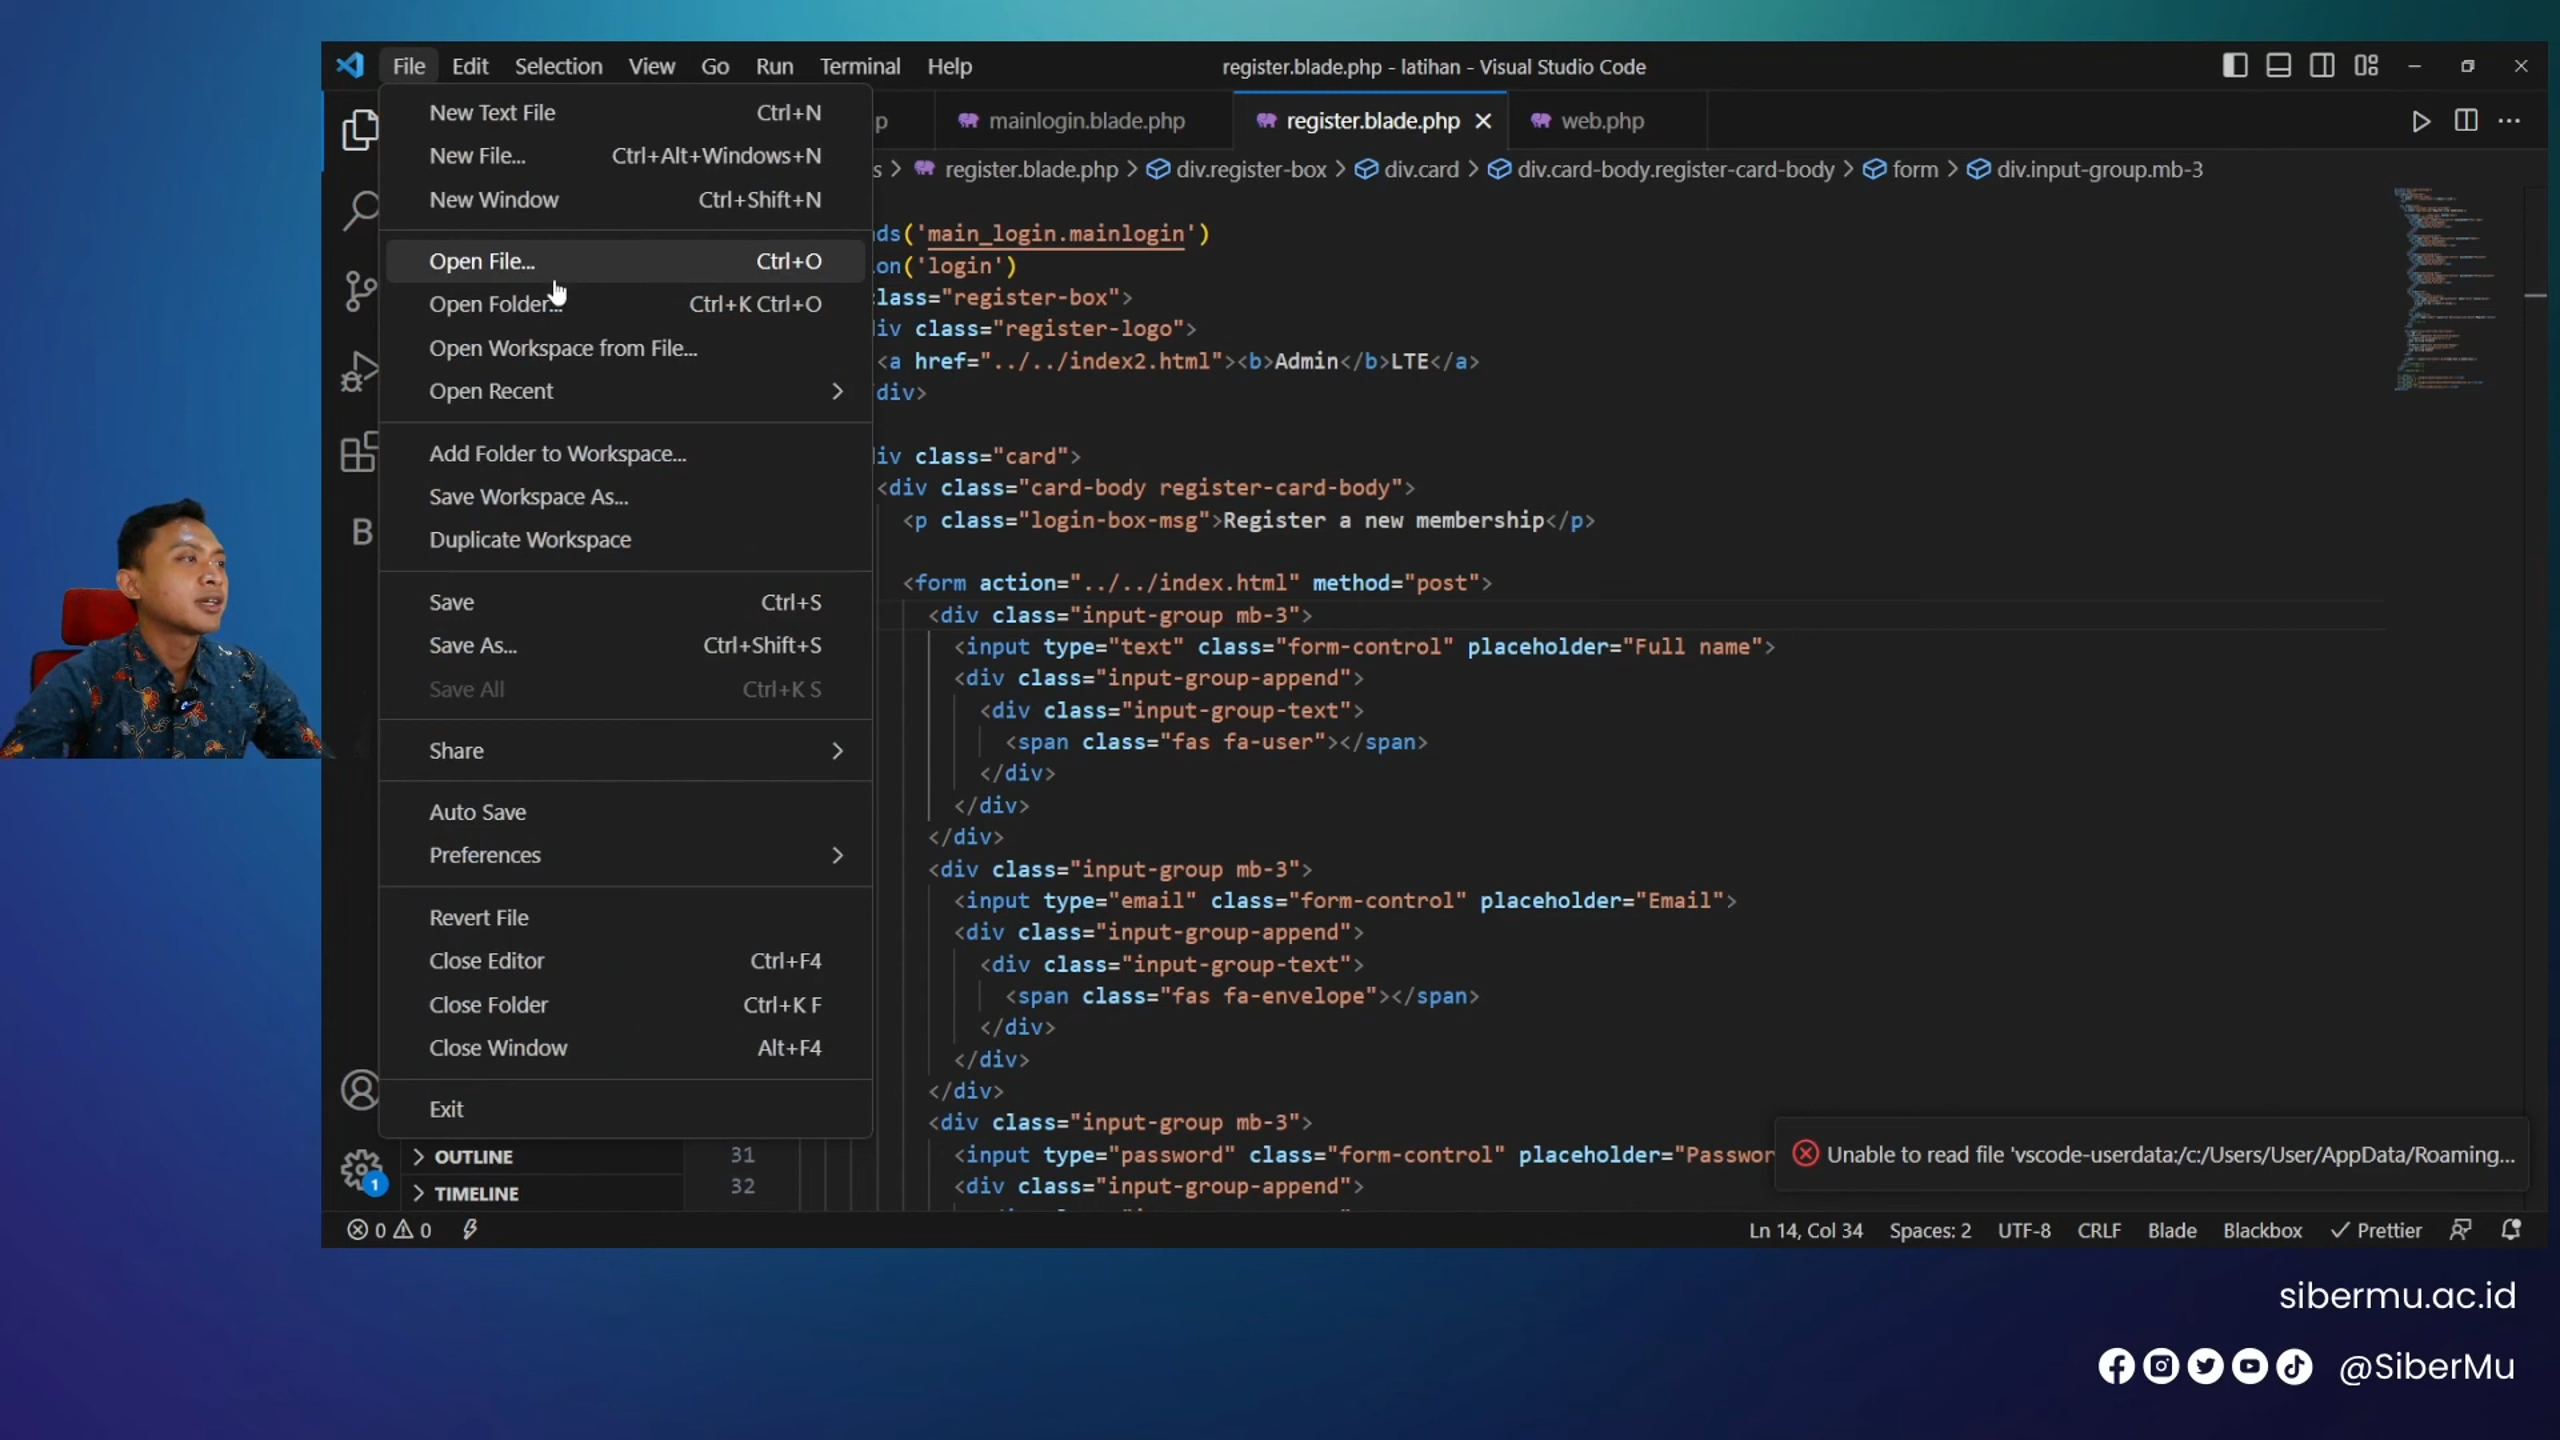 File Edit Selection View Go Run Terminal Help
register.blade.php - latihan - Visual Studio Code
p mainlogin.blade.php register.blade.php web.php
s > register.blade.php > div.register-box > div.card > div.card-body.register-card-body > form > div.input-group.mb-3
New Text File Ctrl+N
New File... Ctrl+Alt+Windows+N
New Window Ctrl+Shift+N
Open File... Ctrl+O
Open Folder... Ctrl+K Ctrl+O
Open Workspace from File...
Open Recent >
Add Folder to Workspace...
Save Workspace As...
Duplicate Workspace
Save Ctrl+S
Save As... Ctrl+Shift+S
Save All Ctrl+K S
Share >
Auto Save
Preferences >
Revert File
Close Editor Ctrl+F4
Close Folder Ctrl+K F
Close Window Alt+F4
Exit
B
1
> OUTLINE
> TIMELINE
nds('main_login.mainlogin')
on('login')
lass="register-box">
iv class="register-logo">
<a href="../../index2.html"><b>Admin</b>LTE</a>
div>
iv class="card">
<div class="card-body register-card-body">
<p class="login-box-msg">Register a new membership</p>
<form action="../../index.html" method="post">
<div class="input-group mb-3">
<input type="text" class="form-control" placeholder="Full name">
<div class="input-group-append">
<div class="input-group-text">
<span class="fas fa-user"></span>
</div>
</div>
</div>
<div class="input-group mb-3">
<input type="email" class="form-control" placeholder="Email">
<div class="input-group-append">
<div class="input-group-text">
<span class="fas fa-envelope"></span>
</div>
</div>
</div>
<div class="input-group mb-3">
31 <input type="password" class="form-control" placeholder="Passwor
32 <div class="input-group-append">
Unable to read file 'vscode-userdata:/c:/Users/User/AppData/Roaming...
0 0
Ln 14, Col 34 Spaces: 2 UTF-8 CRLF Blade Blackbox Prettier
sibermu.ac.id
@SiberMu